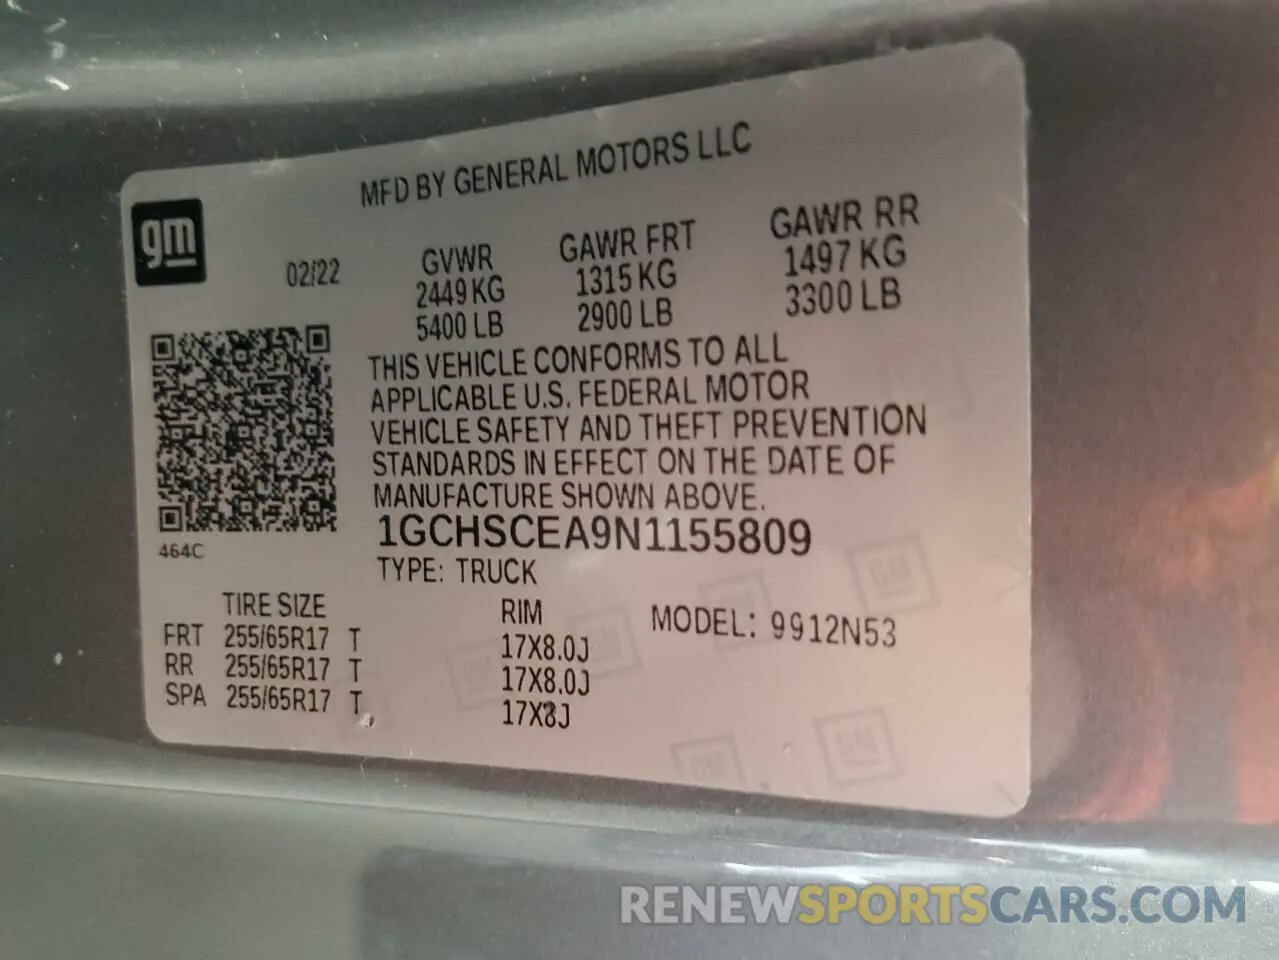 MFD BY GENERAL MOTORS LLC
gm
02/22
GVWR GAWR FRT GAWR RR
2449 KG 1315 KG 1497 KG
5400 LB 2900 LB 3300 LB
THIS VEHICLE CONFORMS TO ALL
APPLICABLE U.S. FEDERAL MOTOR
VEHICLE SAFETY AND THEFT PREVENTION
STANDARDS IN EFFECT ON THE DATE OF
MANUFACTURE SHOWN ABOVE.
1GCHSCEA9N1155809
464C
TYPE: TRUCK
TIRE SIZE RIM MODEL: 9912N53
FRT 255/65R17 T 17X8.0J
RR 255/65R17 T 17X8.0J
SPA 255/65R17 T 17X8J
GM
GM
GM
RENEWSPORTSCARS.COM